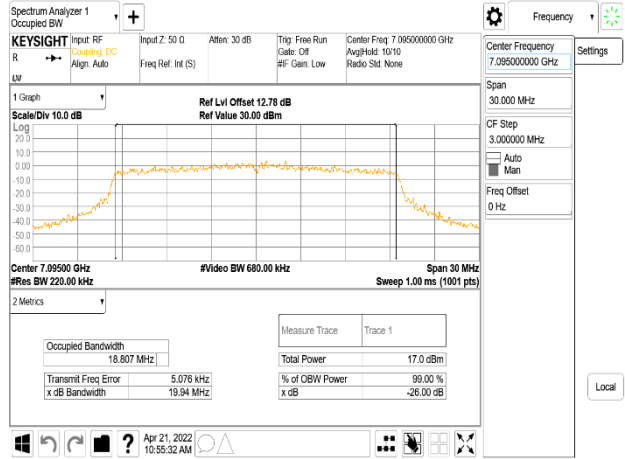 Spectrum Analyzer 1
Occupied BW
Frequency
KEYSIGHT
R
Input: RF
Coupling: DC
Align: Auto
Input Z: 50 Ω
Freq Ref: Int (S)
Atten: 30 dB
Trig: Free Run
Gate: Off
#IF Gain: Low
Center Freq: 7.095000000 GHz
Avg|Hold: 10/10
Radio Std: None
Center Frequency
7.095000000 GHz
Settings
Span
30.000 MHz
CF Step
3.000000 MHz
Auto
Man
Freq Offset
0 Hz
Local
1 Graph
Scale/Div 10.0 dB
Ref Lvl Offset 12.78 dB
Ref Value 30.00 dBm
Log
20.0
10.0
0.00
-10.0
-20.0
-30.0
-40.0
-50.0
-60.0
Center 7.09500 GHz
#Video BW 680.00 kHz
Span 30 MHz
#Res BW 220.00 kHz
Sweep 1.00 ms (1001 pts)
2 Metrics
Measure Trace
Trace 1
Occupied Bandwidth
18.807 MHz
Total Power
17.0 dBm
Transmit Freq Error
5.076 kHz
% of OBW Power
99.00 %
x dB Bandwidth
19.94 MHz
x dB
-26.00 dB
?
Apr 21, 2022
10:55:32 AM